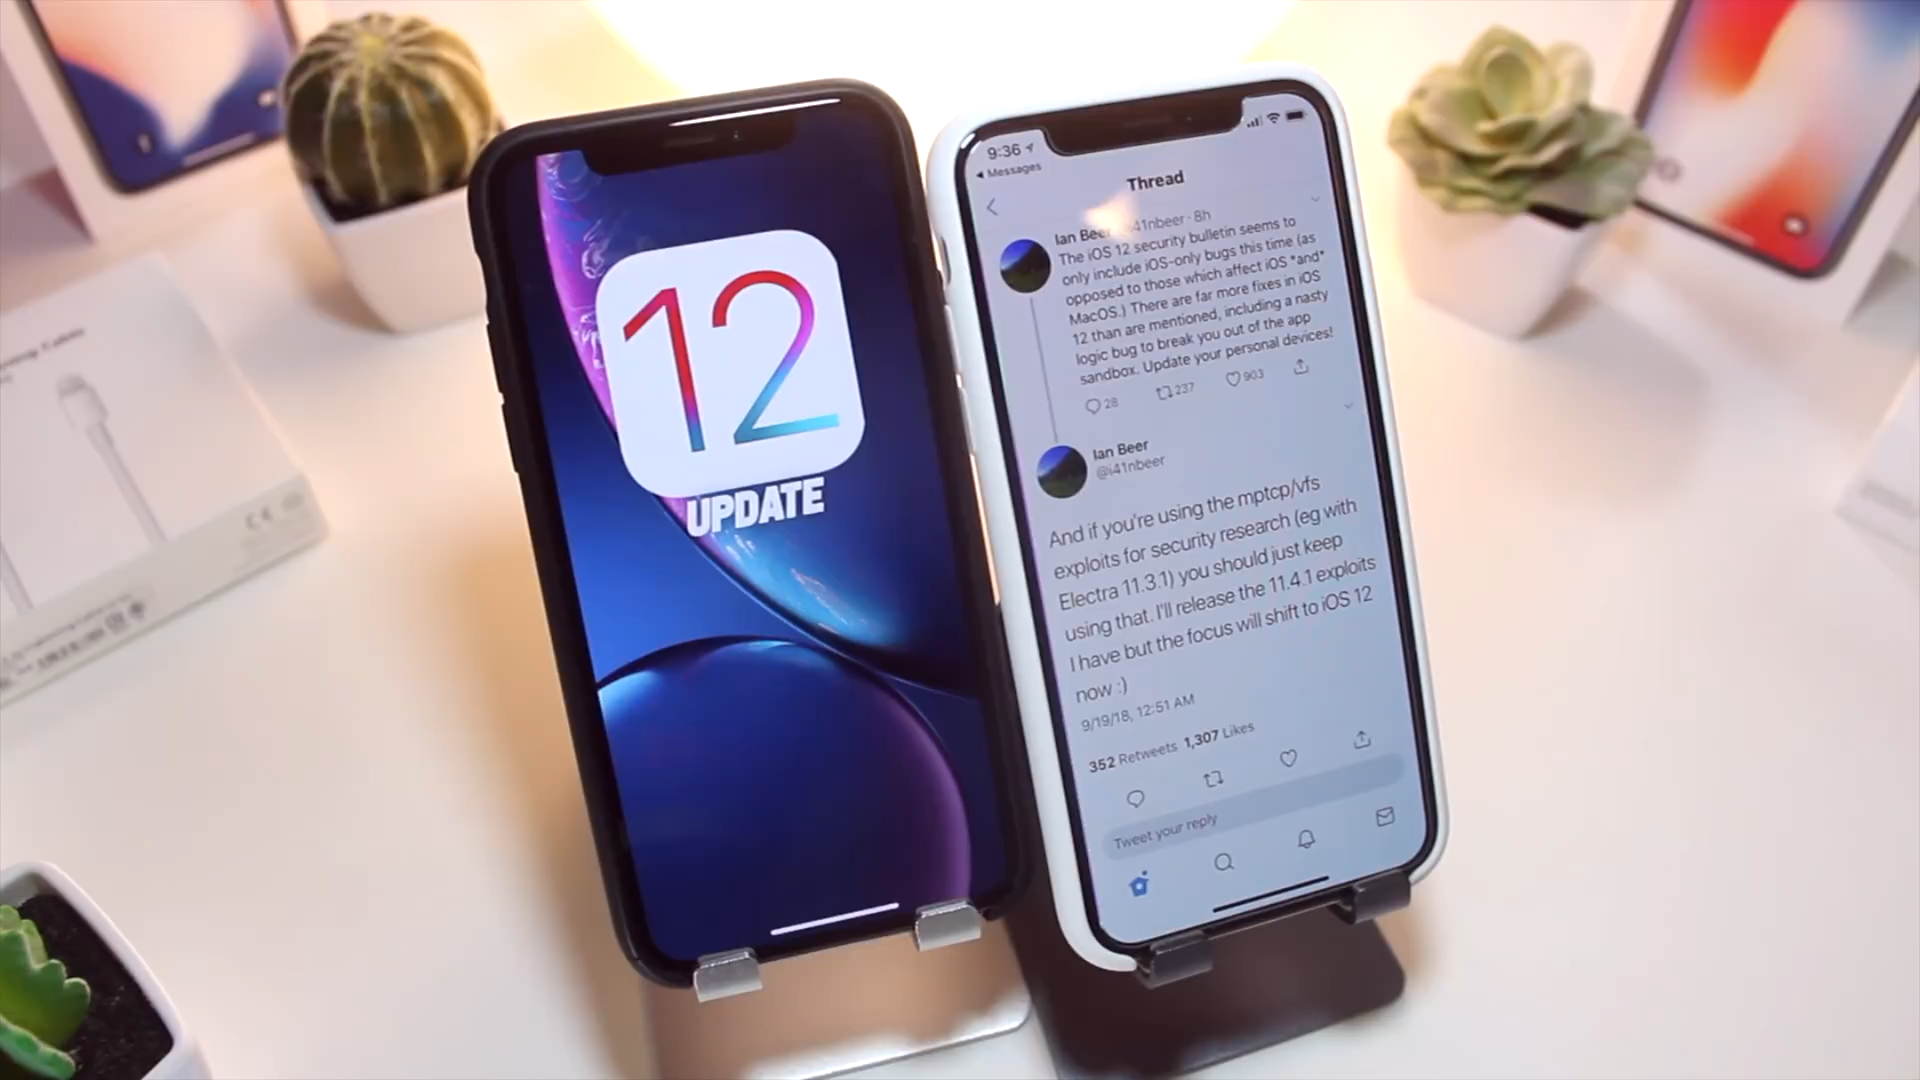 12
UPDATE
9:36
Messages
Thread
Ian Beer 41nbeer · 8h
The iOS 12 security bulletin seems to
only include iOS-only bugs this time (as
opposed to those which affect iOS *and*
MacOS.) There are far more fixes in iOS
12 than are mentioned, including a nasty
logic bug to break you out of the app
sandbox. Update your personal devices!
28 237 903
Ian Beer
@i41nbeer
And if you're using the mptcp/vfs
exploits for security research (eg with
Electra 11.3.1) you should just keep
using that. I'll release the 11.4.1 exploits
I have but the focus will shift to iOS 12
now :)
9/19/18, 12:51 AM
352 Retweets 1,307 Likes
Tweet your reply